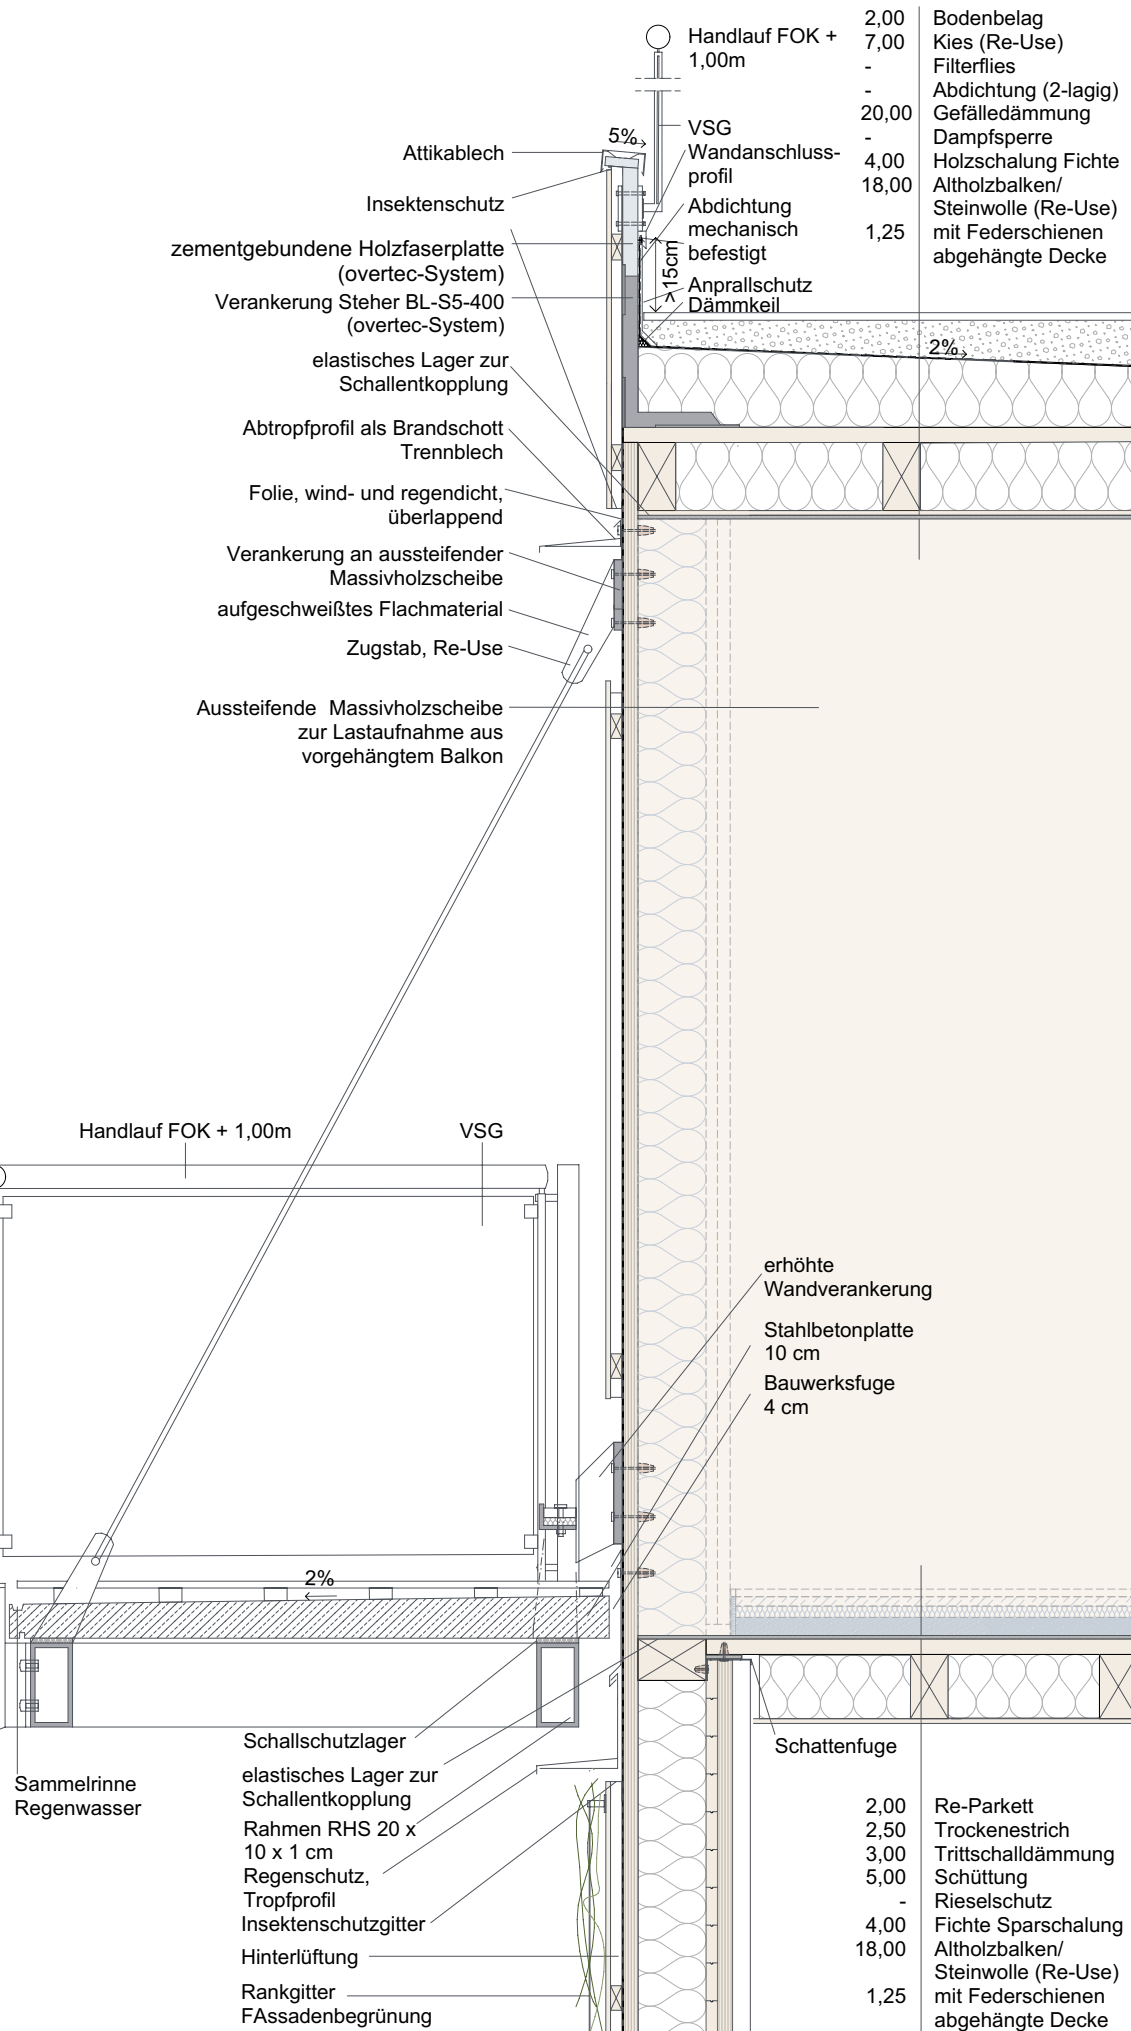 Handlauf FOK +
1,00m
2,00 Bodenbelag
7,00 Kies (Re-Use)
- Filterflies
- Abdichtung (2-lagig)
20,00 Gefälledämmung
- Dampfsperre
4,00 Holzschalung Fichte
18,00 Altholzbalken/
Steinwolle (Re-Use)
1,25 mit Federschienen
abgehängte Decke
VSG
Wandanschluss-
profil
Abdichtung
mechanisch
befestigt
Anprallschutz
Dämmkeil
>15cm
5%
2%
Attikablech
Insektenschutz
zementgebundene Holzfaserplatte
(overtec-System)
Verankerung Steher BL-S5-400
(overtec-System)
elastisches Lager zur
Schallentkopplung
Abtropfprofil als Brandschott
Trennblech
Folie, wind- und regendicht,
überlappend
Verankerung an aussteifender
Massivholzscheibe
aufgeschweißtes Flachmaterial
Zugstab, Re-Use
Aussteifende Massivholzscheibe
zur Lastaufnahme aus
vorgehängtem Balkon
Handlauf FOK + 1,00m
VSG
erhöhte
Wandverankerung
Stahlbetonplatte
10 cm
Bauwerksfuge
4 cm
2%
Sammelrinne
Regenwasser
Schallschutzlager
elastisches Lager zur
Schallentkopplung
Rahmen RHS 20 x
10 x 1 cm
Regenschutz,
Tropfprofil
Insektenschutzgitter
Hinterlüftung
Rankgitter
FAssadenbegrünung
Schattenfuge
2,00 Re-Parkett
2,50 Trockenestrich
3,00 Trittschalldämmung
5,00 Schüttung
- Rieselschutz
4,00 Fichte Sparschalung
18,00 Altholzbalken/
Steinwolle (Re-Use)
1,25 mit Federschienen
abgehängte Decke